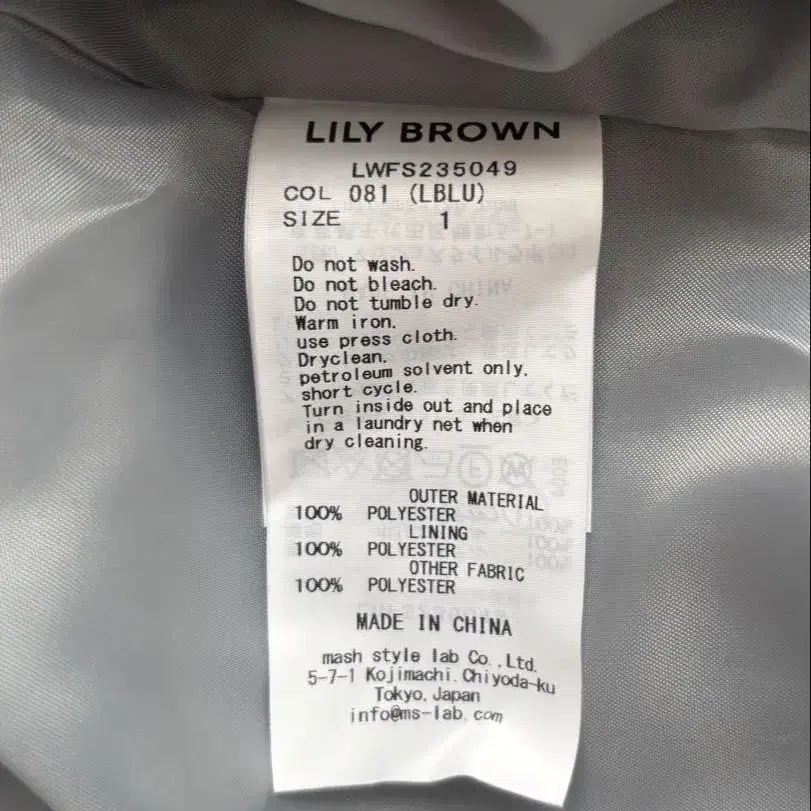 LILY BROWN
LWFS235049
COL 081 (LBLU)
SIZE 1
Do not wash.
Do not bleach.
Do not tumble dry.
Warm iron.
use press cloth.
Dryclean.
petroleum solvent only.
short cycle.
Turn inside out and place
in a laundry net when
dry cleaning.
OUTER MATERIAL
100% POLYESTER
LINING
100% POLYESTER
OTHER FABRIC
100% POLYESTER
MADE IN CHINA
mash style lab Co.,Ltd.
5-7-1 Kojimachi.Chiyoda-ku
Tokyo, Japan
info@ms-lab.com